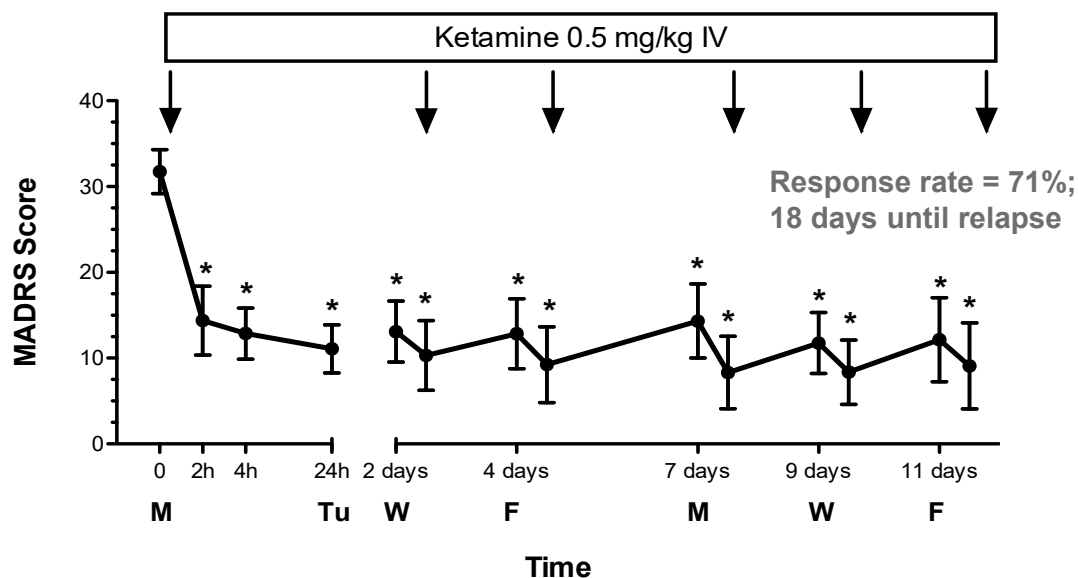 Ketamine 0.5 mg/kg IV
40
30
20
10
0
MADRS Score
Response rate = 71%;
18 days until relapse
* * * * * * * * * * * * *
0 2h 4h 24h 2 days 4 days 7 days 9 days 11 days
M Tu W F M W F
Time